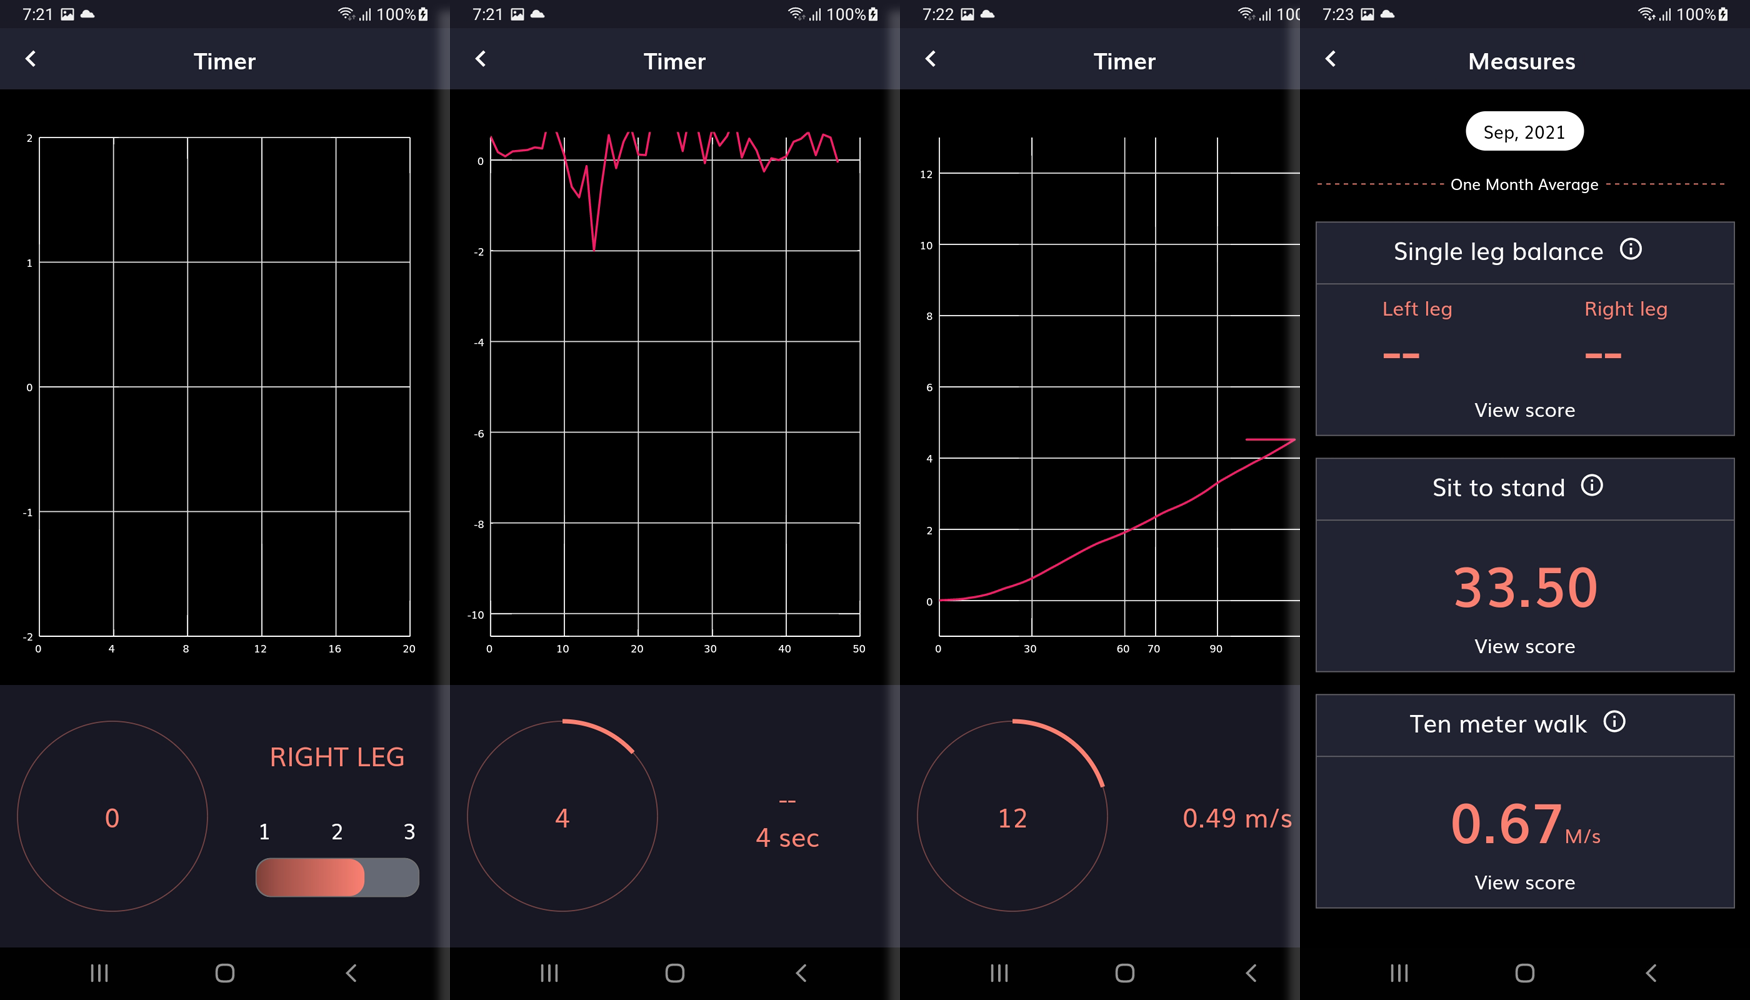 7:21 100%
Timer
2
1
0
-1
-2
0 4 8 12 16 20
0
RIGHT LEG
1 2 3
7:21 100%
Timer
0
-2
-4
-6
-8
-10
0 10 20 30 40 50
4
--
4 sec
7:22 100
Timer
12
10
8
6
4
2
0
0 30 60 70 90
12
0.49 m/s
7:23 100%
Measures
Sep, 2021
One Month Average
Single leg balance
Left leg Right leg
-- --
View score
Sit to stand
33.50
View score
Ten meter walk
0.67 M/s
View score